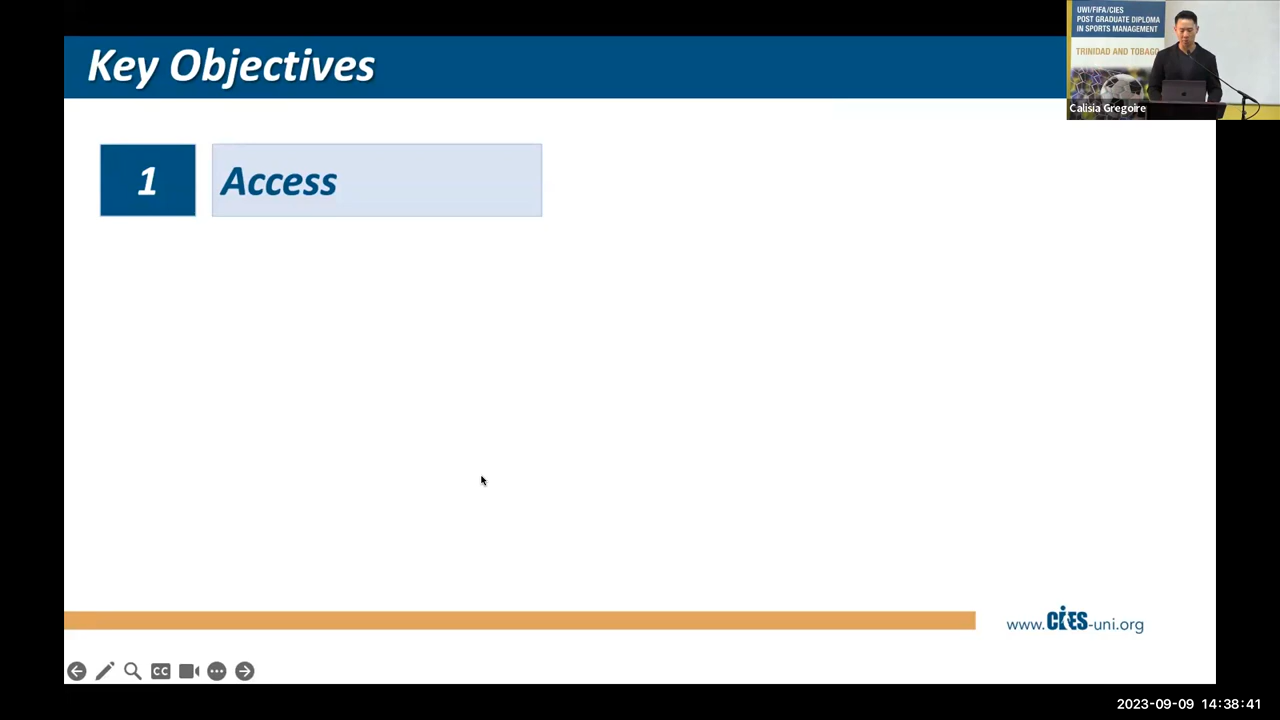 Key Objectives
UWI/FIFA/CIES
POST GRADUATE DIPLOMA
IN SPORTS MANAGEMENT
TRINIDAD AND TOBAGO
Calisia Gregoire
1
Access
www.CIES-uni.org
CC
2023-09-09 14:38:41